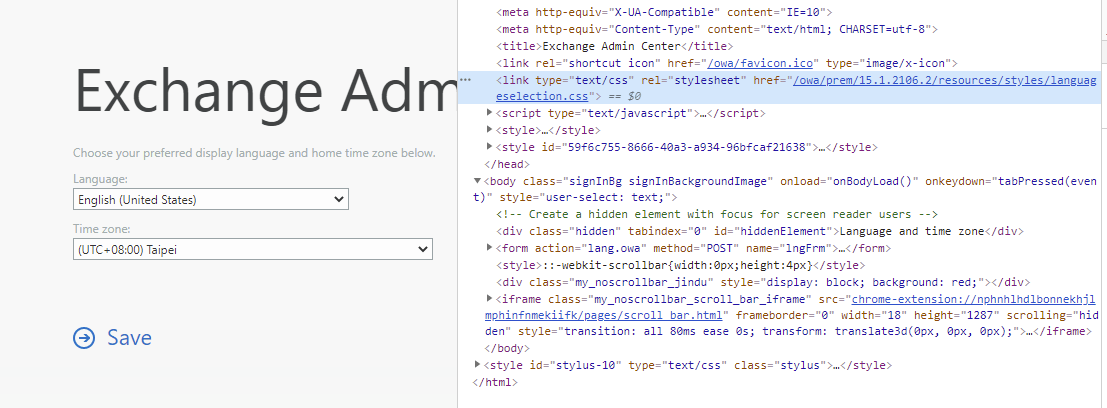 Exchange Adm
Choose your preferred display language and home time zone below.
Language:
English (United States)
Time zone:
(UTC+08:00) Taipei
Save
<meta http-equiv="X-UA-Compatible" content="IE=10">
<meta http-equiv="Content-Type" content="text/html; CHARSET=utf-8">
<title>Exchange Admin Center</title>
<link rel="shortcut icon" href="/owa/favicon.ico" type="image/x-icon">
<link type="text/css" rel="stylesheet" href="/owa/prem/15.1.2106.2/resources/styles/langua
geselection.css"> == $0
<script type="text/javascript">…</script>
<style>…</style>
<style id="59f6c755-8666-40a3-a934-96bfcaf21638">…</style>
</head>
<body class="signInBg signInBackgroundImage" onload="onBodyLoad()" onkeydown="tabPressed(even
t)" style="user-select: text;">
<!-- Create a hidden element with focus for screen reader users -->
<div class="hidden" tabindex="0" id="hiddenElement">Language and time zone</div>
<form action="lang.owa" method="POST" name="lngFrm">…</form>
<style>::-webkit-scrollbar{width:0px;height:4px}</style>
<div class="my_noscrollbar_jindu" style="display: block; background: red;"></div>
<iframe class="my_noscrollbar_scroll_bar_iframe" src="chrome-extension://nphnhlhdlbonnekhjl
mphinfnmekiifk/pages/scroll_bar.html" frameborder="0" width="18" height="1287" scrolling="hid
den" style="transition: all 80ms ease 0s; transform: translate3d(0px, 0px, 0px);">…</iframe>
</body>
<style id="stylus-10" type="text/css" class="stylus">…</style>
</html>